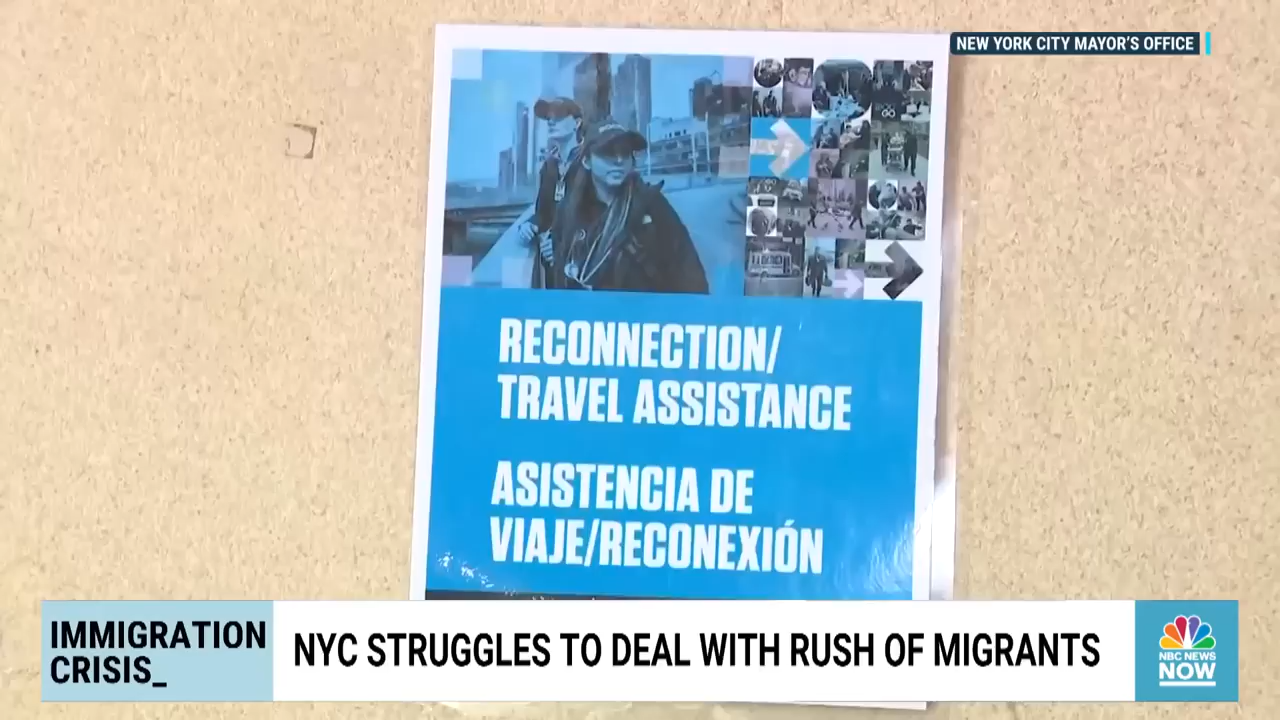 NEW YORK CITY MAYOR'S OFFICE
GO
RECONNECTION/
TRAVEL ASSISTANCE
ASISTENCIA DE
VIAJE/RECONEXIÓN
IMMIGRATION
CRISIS_
NYC STRUGGLES TO DEAL WITH RUSH OF MIGRANTS
NBC NEWS
NOW